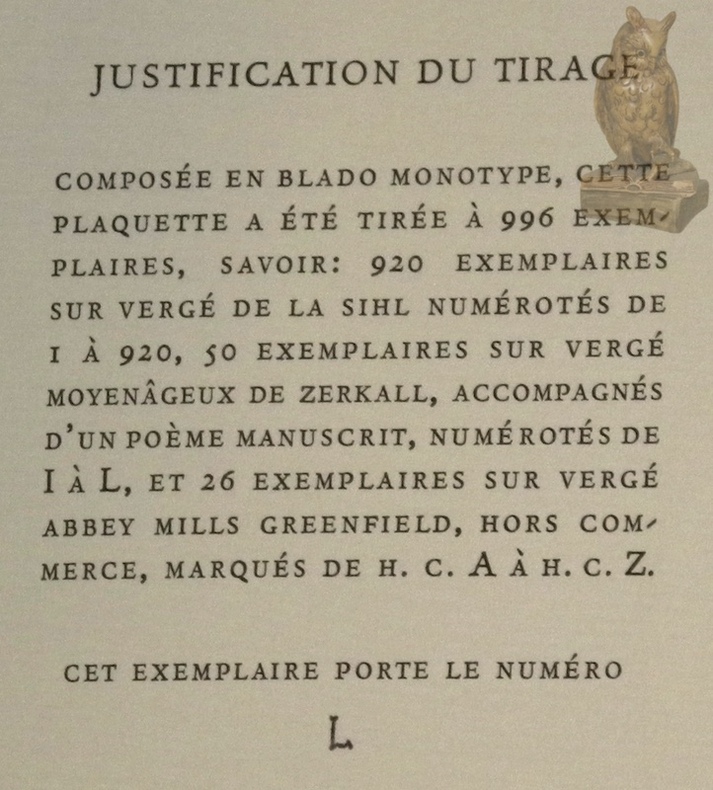 JUSTIFICATION DU TIRAGE
COMPOSÉE EN BLADO MONOTYPE, CETTE
PLAQUETTE A ÉTÉ TIRÉE À 996 EXEM-
PLAIRES, SAVOIR: 920 EXEMPLAIRES
SUR VERGÉ DE LA SIHL NUMÉROTÉS DE
1 À 920, 50 EXEMPLAIRES SUR VERGÉ
MOYENÂGEUX DE ZERKALL, ACCOMPAGNÉS
D'UN POÈME MANUSCRIT, NUMÉROTÉS DE
I À L, ET 26 EXEMPLAIRES SUR VERGÉ
ABBEY MILLS GREENFIELD, HORS COM-
MERCE, MARQUÉS DE H. C. A À H. C. Z.
CET EXEMPLAIRE PORTE LE NUMÉRO
L